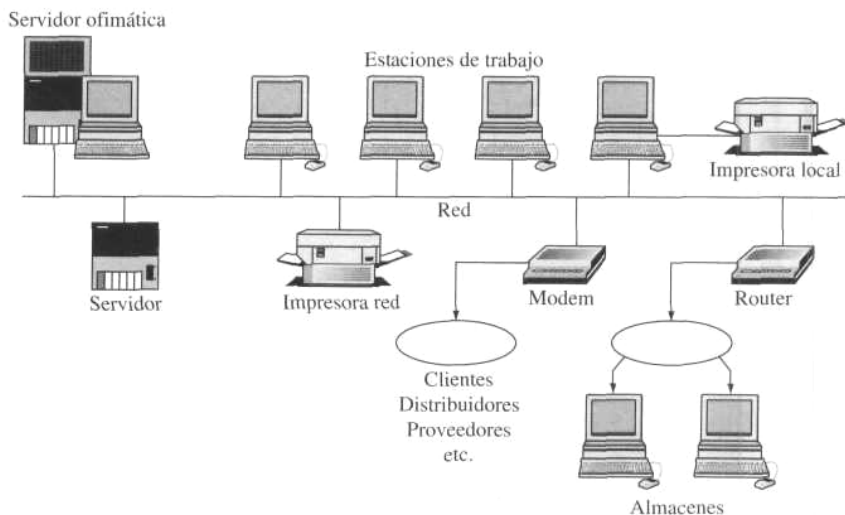 Servidor ofimática
Estaciones de trabajo
Impresora local
Red
Servidor
Impresora red
Modem
Router
Clientes
Distribuidores
Proveedores
etc.
Almacenes